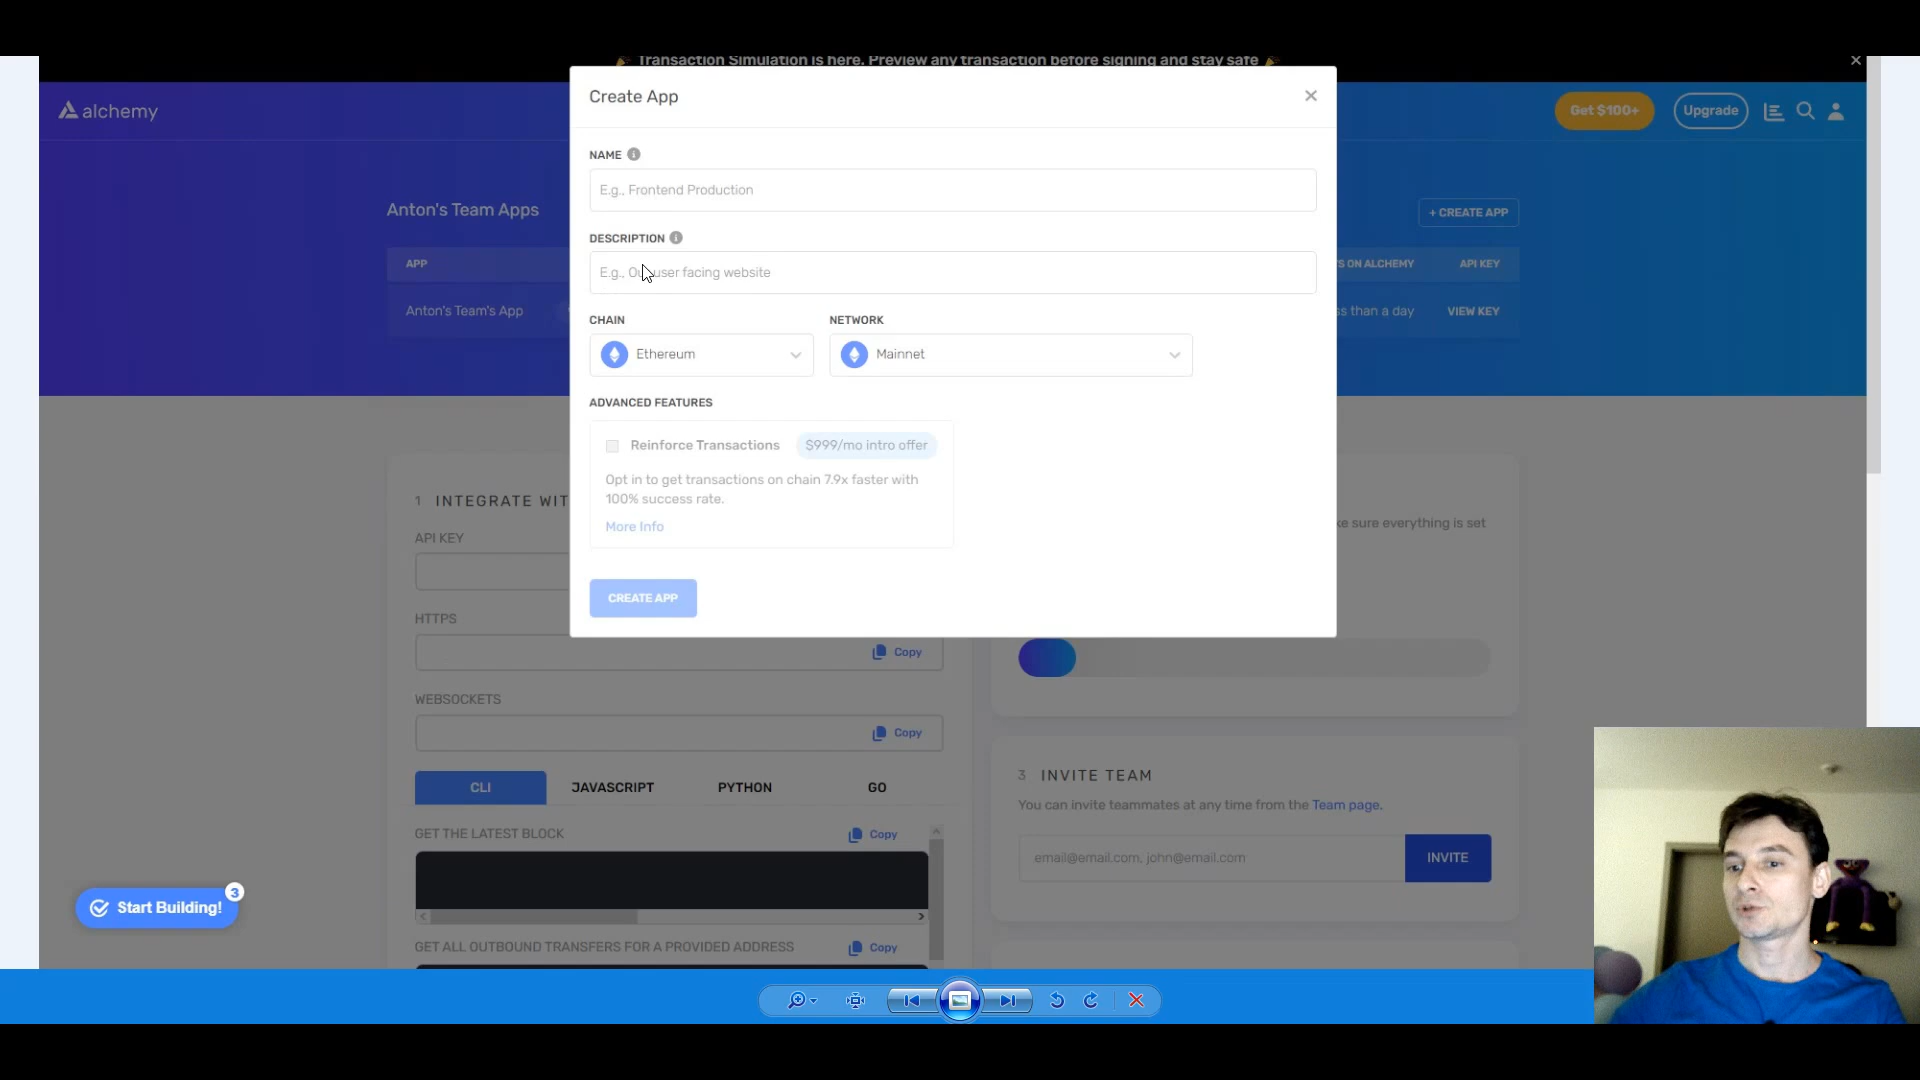 Transaction Simulation is here. Preview any transaction before signing and stay safe
alchemy
Get $100+
Upgrade
Create App
NAME
E.g., Frontend Production
DESCRIPTION
E.g., Our user facing website
CHAIN
NETWORK
Ethereum
Mainnet
ADVANCED FEATURES
Reinforce Transactions
$999/mo intro offer
Opt in to get transactions on chain 7.9x faster with
100% success rate.
More Info
CREATE APP
Anton's Team Apps
+ CREATE APP
APP
S ON ALCHEMY
API KEY
Anton's Team's App
ss than a day
VIEW KEY
1 INTEGRATE WIT
API KEY
HTTPS
Copy
WEBSOCKETS
Copy
CLI
JAVASCRIPT
PYTHON
GO
GET THE LATEST BLOCK
Copy
GET ALL OUTBOUND TRANSFERS FOR A PROVIDED ADDRESS
Copy
ke sure everything is set
3 INVITE TEAM
You can invite teammates at any time from the Team page.
email@email.com, john@email.com
INVITE
Start Building!
3